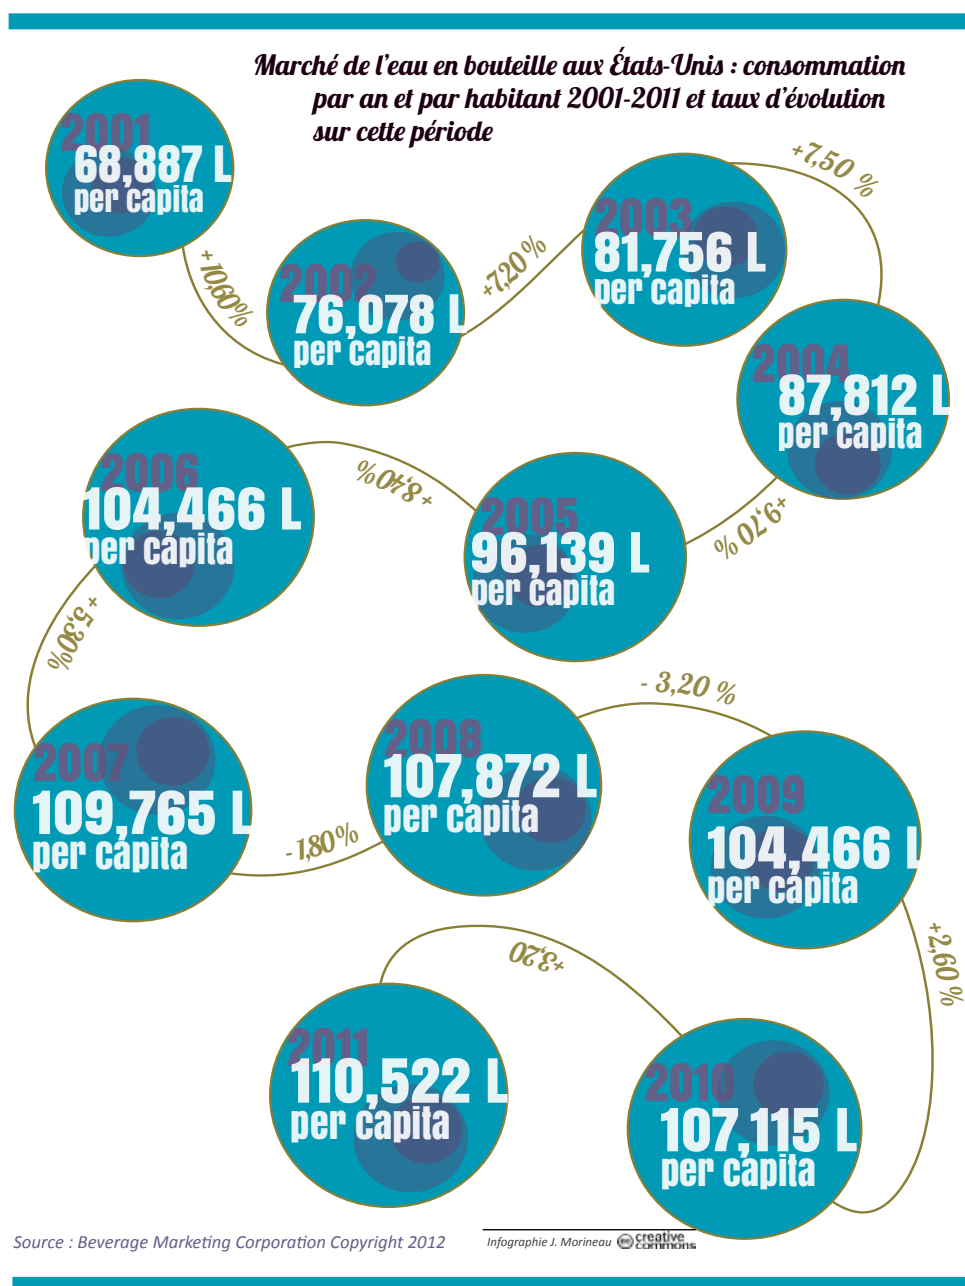 Marché de l'eau en bouteille aux États-Unis : consommation
par an et par habitant 2001-2011 et taux d'évolution
sur cette période
2001
68,887 L
per capita
+ 10,60%
2002
76,078 L
per capita
+7,20 %
2003
81,756 L
per capita
+7,50 %
2004
87,812 L
per capita
+9,70 %
2005
96,139 L
per capita
+ 8,40%
2006
104,466 L
per capita
+ 5,30%
2007
109,765 L
per capita
- 1,80%
2008
107,872 L
per capita
- 3,20 %
2009
104,466 L
per capita
+2,60 %
2010
107,115 L
per capita
+3,20
2011
110,522 L
per capita
Source : Beverage Marketing Corporation Copyright 2012
Infographie J. Morineau cc creative
commons